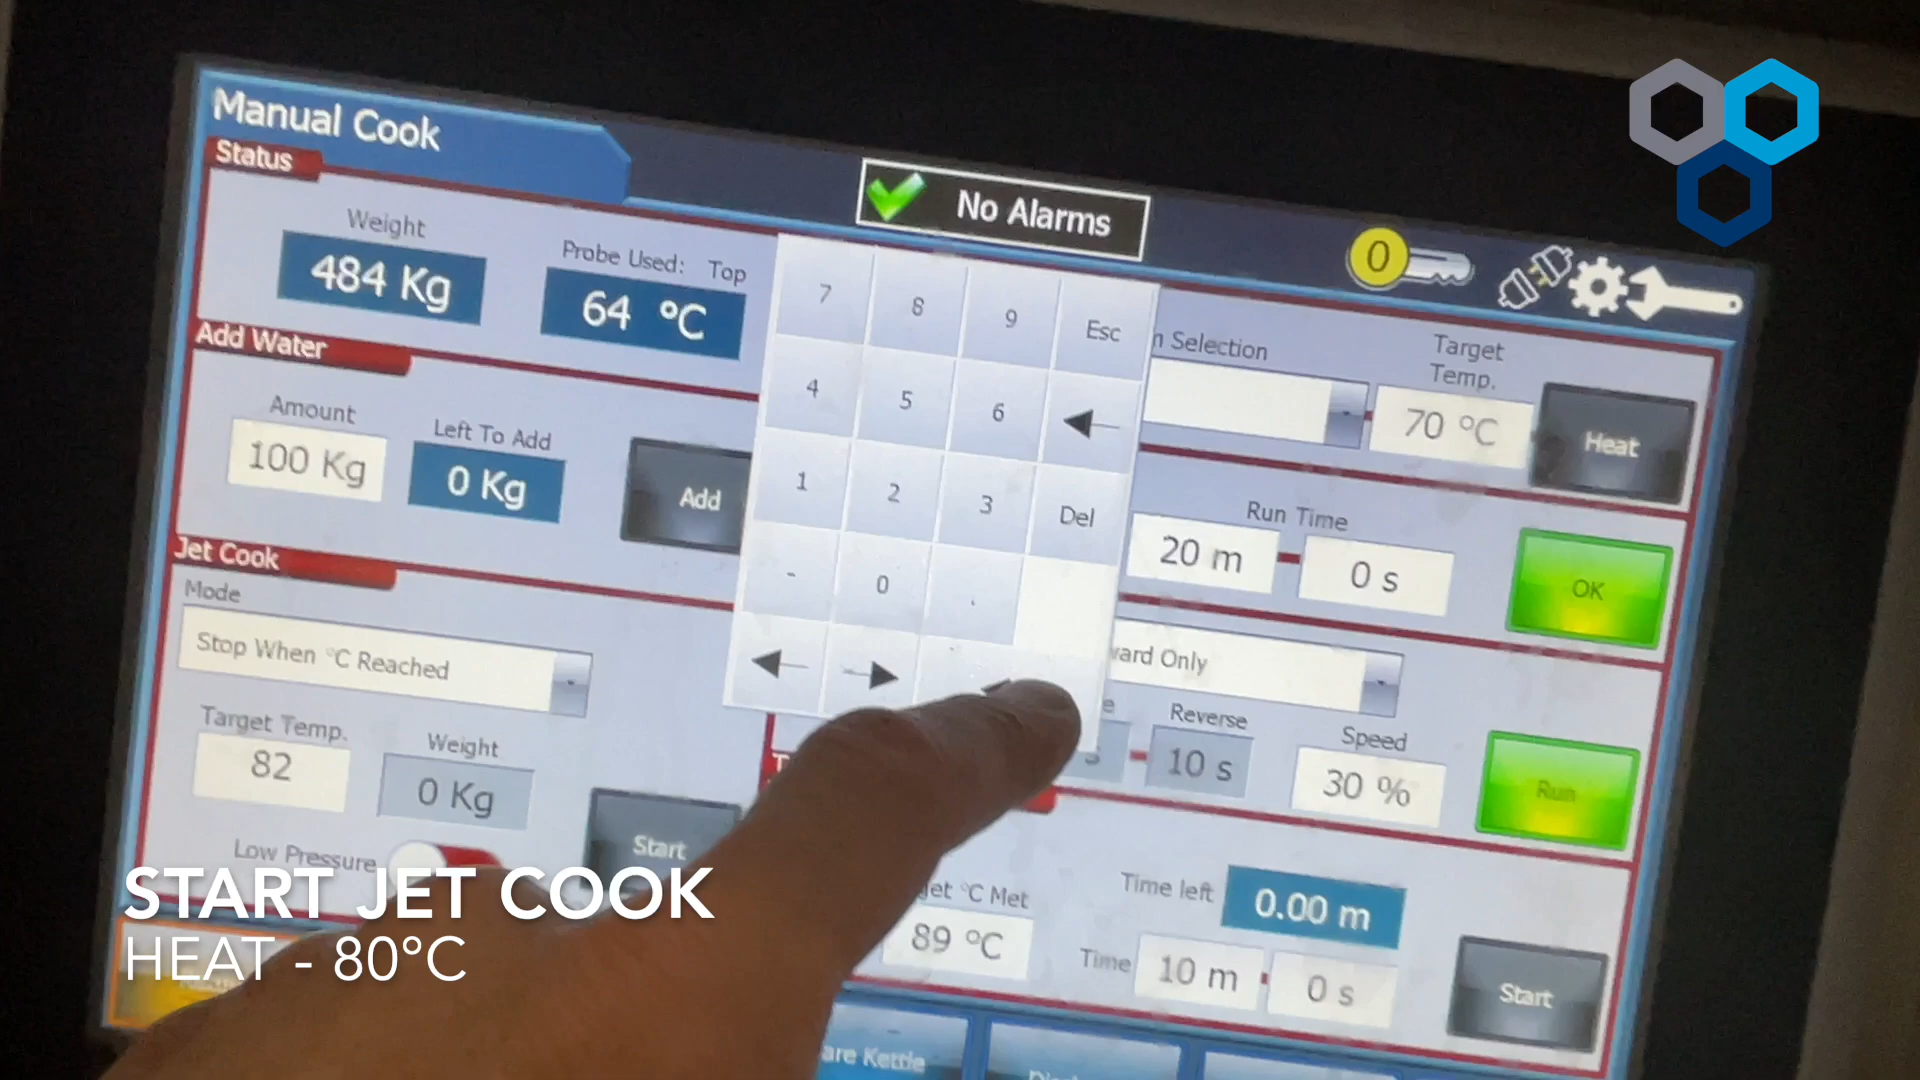 Manual Cook
No Alarms
0
Status
Weight
484 Kg
Probe Used: Top
64 °C
Add Water
Amount
100 Kg
Left To Add
0 Kg
Add
Jet Cook
Mode
Stop When °C Reached
Target Temp.
82
Weight
0 Kg
Low Pressure
Start
7 8 9 Esc
4 5 6
1 2 3 Del
- 0 .
Selection
Target
Temp.
70 °C
Heat
Run Time
20 m
0 s
OK
Only
Reverse
10 s
Speed
30 %
Run
°C Met
89 °C
Time left
0.00 m
Time
10 m
0 s
Start
Kettle
START JET COOK
HEAT - 80°C